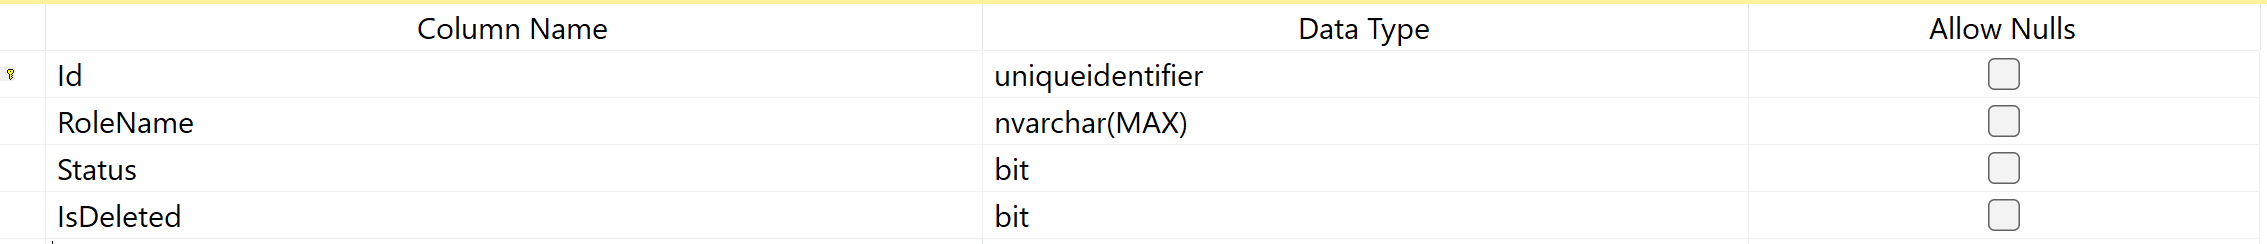 Column Name Data Type Allow Nulls
Id uniqueidentifier
RoleName nvarchar(MAX)
Status bit
IsDeleted bit